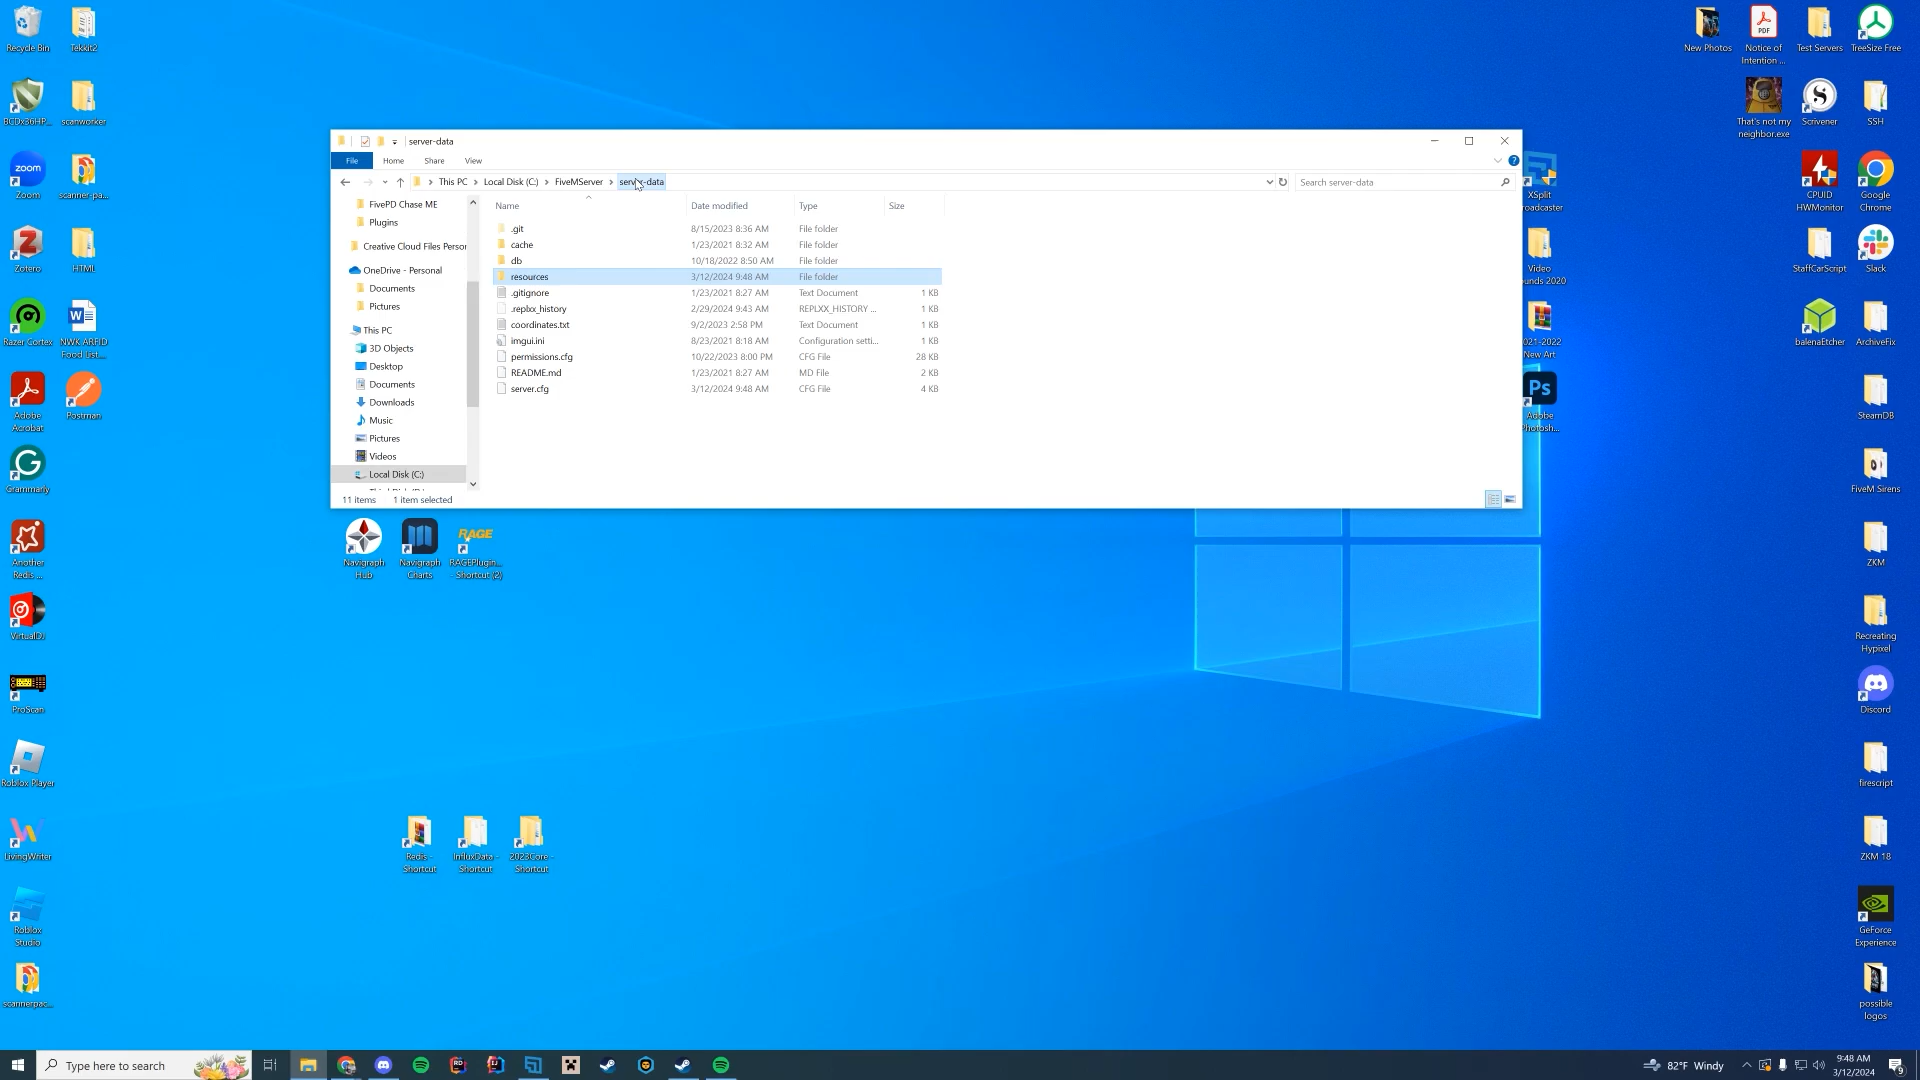 Recycle Bin
Tekkit2
New Photos
Notice of
Intention ...
Test Servers
TreeSize Free
BCDx36HP...
scanworker
That's not my
neighbor.exe
Scrivener
SSH
server-data
File
Home
Share
View
zoom
Zoom
scanner-pa...
This PC
Local Disk (C:)
FiveMServer
server-data
Search server-data
XSplit
CPUID
HWMonitor
Google
Chrome
FivePD Chase ME
Plugins
Creative Cloud Files Person
OneDrive - Personal
Documents
Pictures
This PC
3D Objects
Desktop
Documents
Downloads
Music
Pictures
Videos
Local Disk (C:)
Name
Date modified
Type
Size
.git
8/15/2023 8:36 AM
File folder
cache
1/23/2021 8:32 AM
File folder
db
10/18/2022 8:50 AM
File folder
resources
3/12/2024 9:48 AM
File folder
.gitignore
1/23/2021 8:27 AM
Text Document
1 KB
.replxx_history
2/29/2024 9:43 AM
REPLXX_HISTORY ...
1 KB
coordinates.txt
9/2/2023 2:58 PM
Text Document
1 KB
imgui.ini
8/23/2021 8:18 AM
Configuration setti...
1 KB
permissions.cfg
10/22/2023 8:00 PM
CFG File
28 KB
README.md
1/23/2021 8:27 AM
MD File
2 KB
server.cfg
3/12/2024 9:48 AM
CFG File
4 KB
11 items
1 item selected
Zotero
HTML
Video
StaffCarScript
Slack
Razer Cortex
NWK ARFID
Food List...
New Art
balenaEtcher
ArchiveFix
Adobe
Acrobat
Postman
Ps
Adobe
SteamDB
Grammarly
FiveM Sirens
Another
Redis ...
Navigraph
Hub
Navigraph
Charts
RAGE
RAGEPlugin...
- Shortcut (2)
ZKM
VirtualDJ
Recreating
Hypixel
ProScan
Discord
Roblox Player
firescript
LivingWriter
Redis -
Shortcut
InfluxData -
Shortcut
2023Core -
Shortcut
ZKM 18
Roblox
Studio
GeForce
Experience
scannerpac...
possible
logos
Type here to search
82°F Windy
9:48 AM
3/12/2024
9